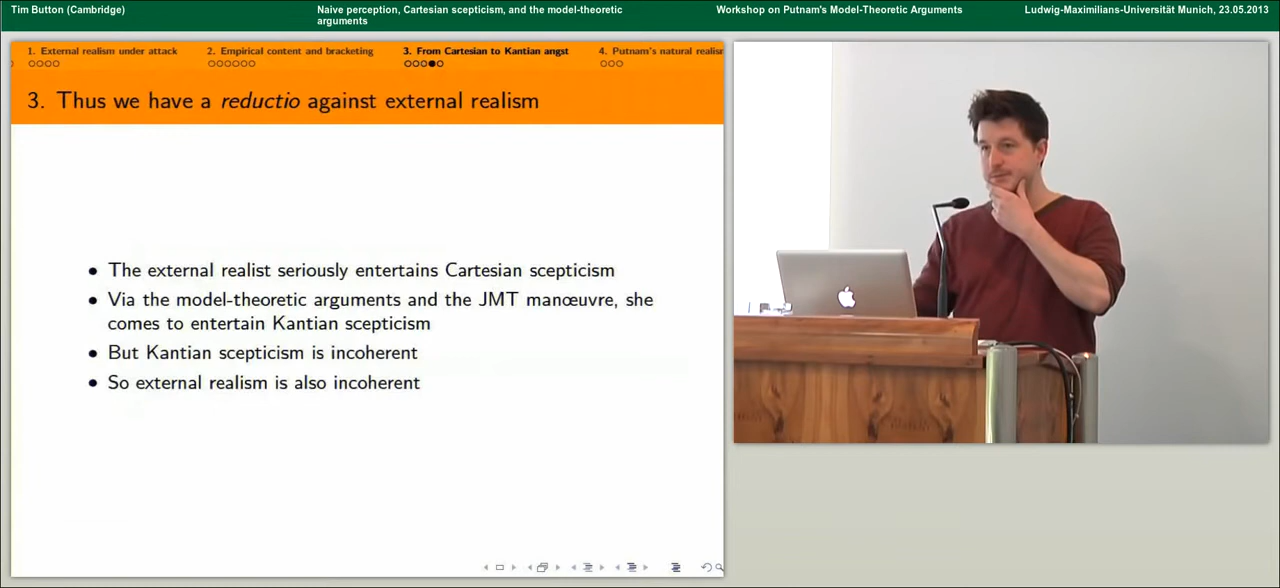 Tim Button (Cambridge)
Naive perception, Cartesian scepticism, and the model-theoretic
arguments
Workshop on Putnam's Model-Theoretic Arguments
Ludwig-Maximilians-Universität Munich, 23.05.2013
1. External realism under attack
2. Empirical content and bracketing
3. From Cartesian to Kantian angst
4. Putnam's natural realism
3. Thus we have a reductio against external realism
• The external realist seriously entertains Cartesian scepticism
• Via the model-theoretic arguments and the JMT manœuvre, she
comes to entertain Kantian scepticism
• But Kantian scepticism is incoherent
• So external realism is also incoherent